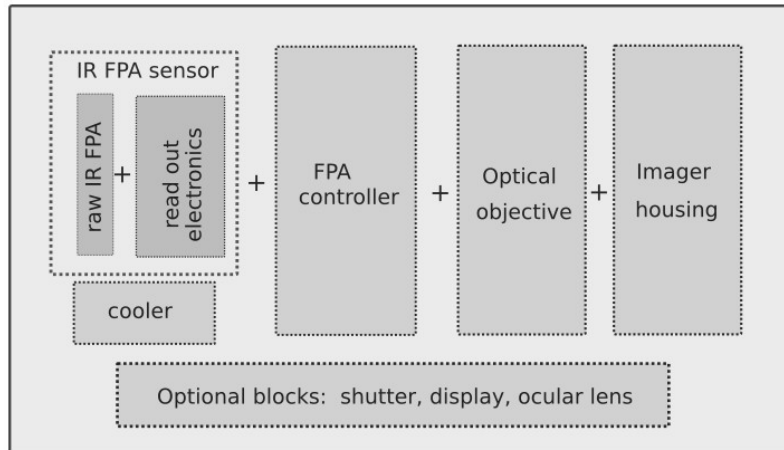 IR FPA sensor
raw IR FPA
+
read out
electronics
+
FPA
controller
+
Optical
objective
+
Imager
housing
cooler
Optional blocks: shutter, display, ocular lens